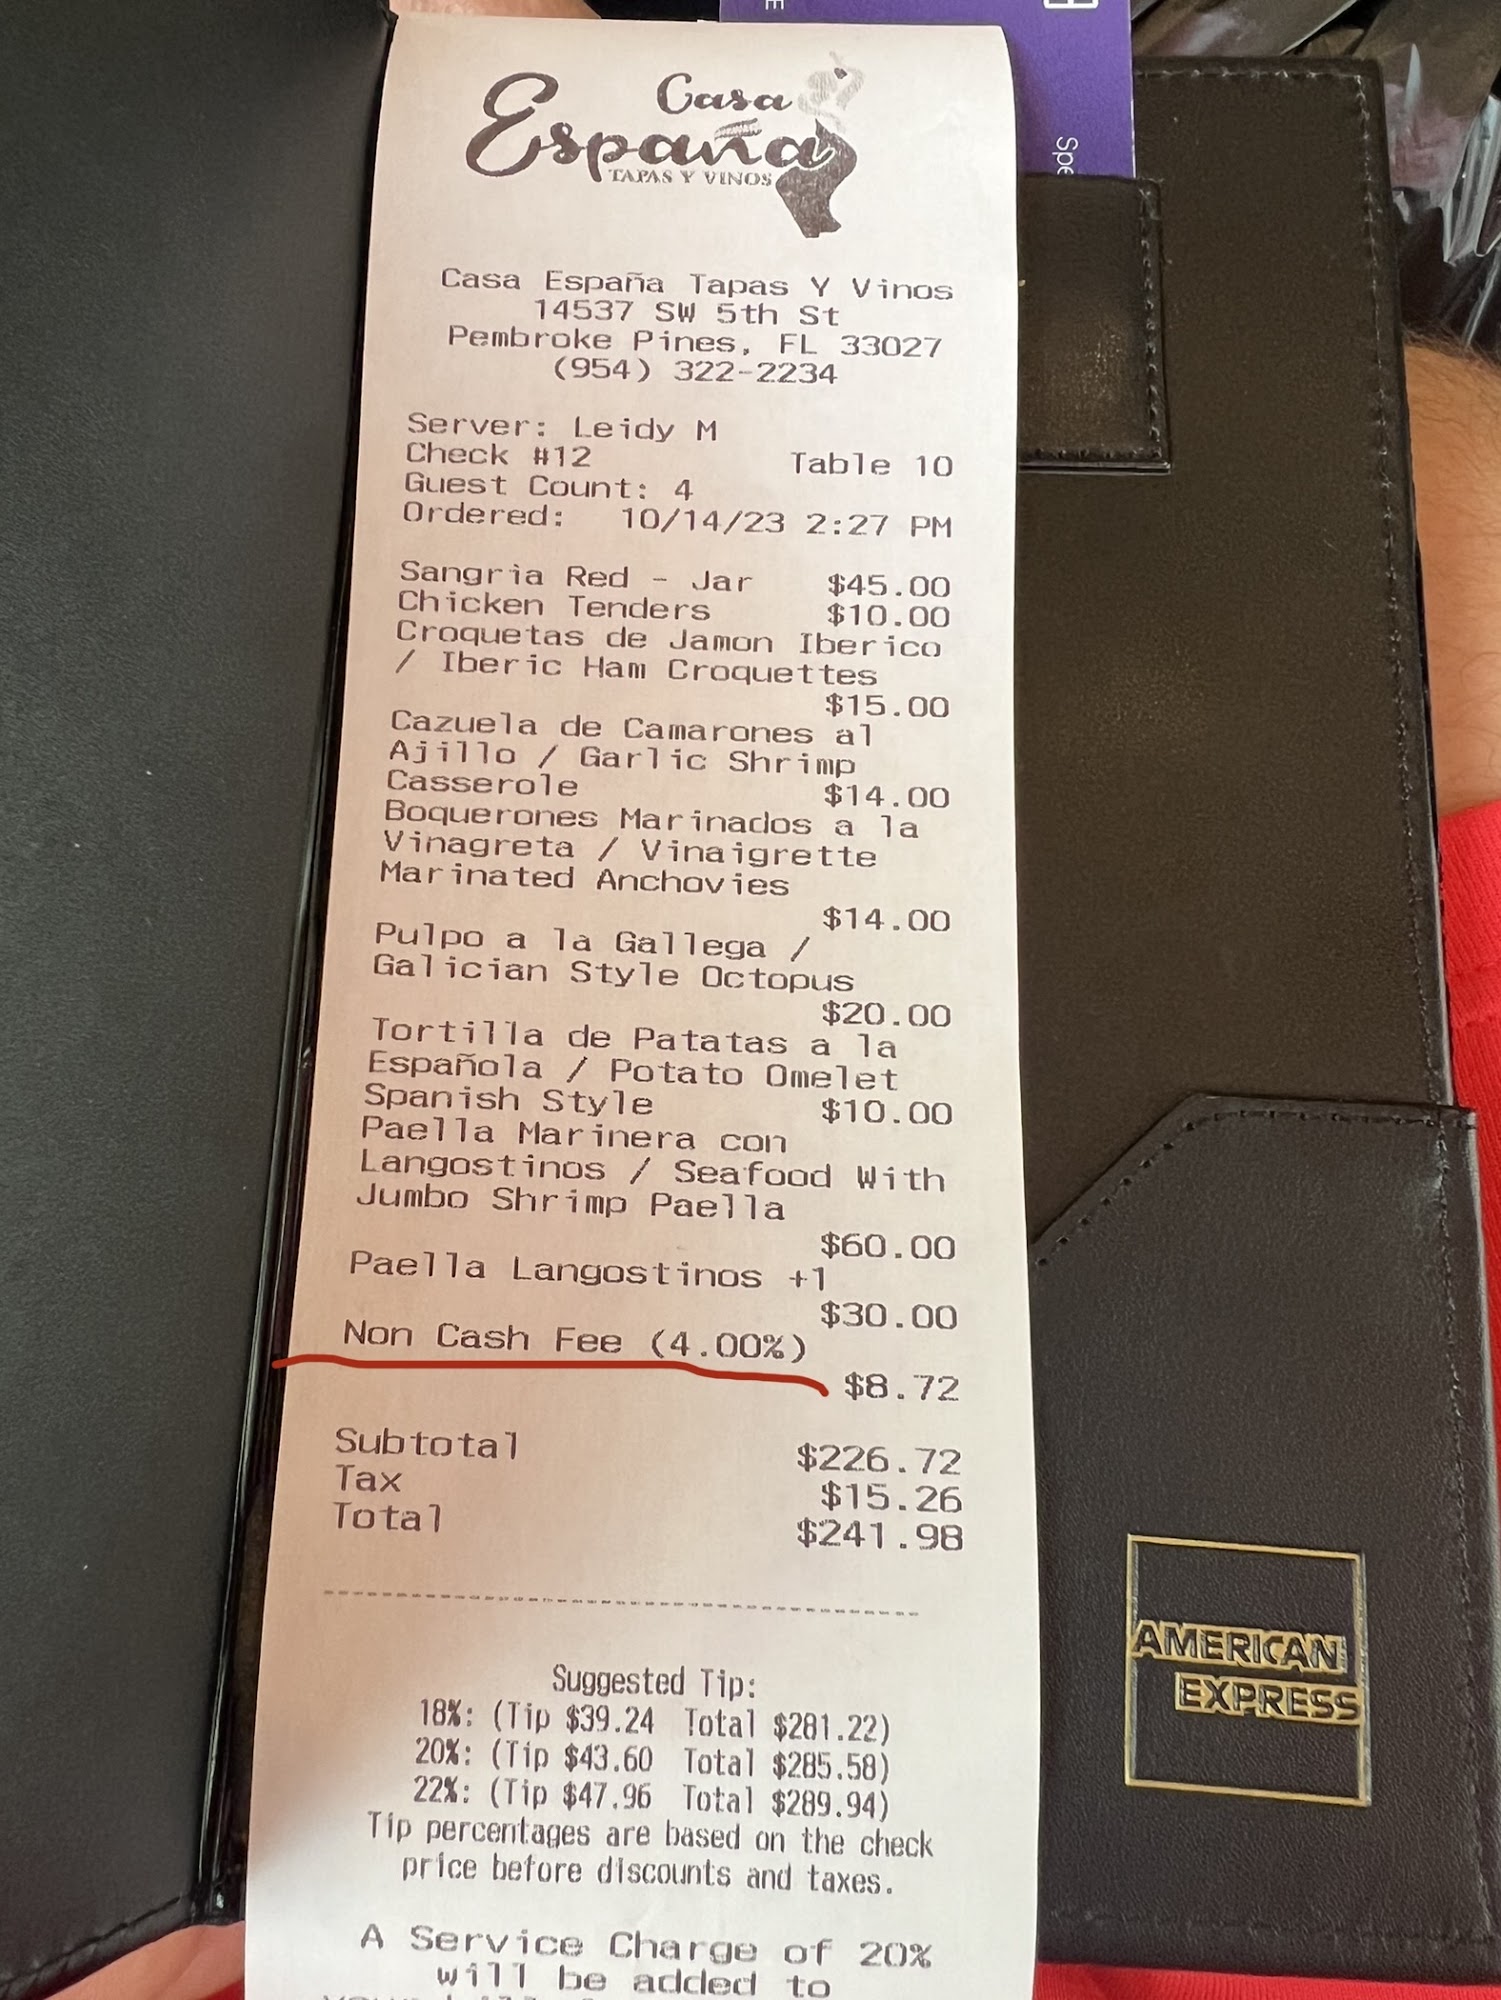 Casa
España
TAPAS Y VINOS
Casa España Tapas Y Vinos
14537 SW 5th St
Pembroke Pines, FL 33027
(954) 322-2234
Server: Leidy M
Check #12 Table 10
Guest Count: 4
Ordered: 10/14/23 2:27 PM
Sangria Red - Jar $45.00
Chicken Tenders $10.00
Croquetas de Jamon Iberico
/ Iberic Ham Croquettes
$15.00
Cazuela de Camarones al
Ajillo / Garlic Shrimp
Casserole $14.00
Boquerones Marinados a la
Vinagreta / Vinaigrette
Marinated Anchovies
$14.00
Pulpo a la Gallega /
Galician Style Octopus
$20.00
Tortilla de Patatas a la
Española / Potato Omelet
Spanish Style $10.00
Paella Marinera con
Langostinos / Seafood With
Jumbo Shrimp Paella
$60.00
Paella Langostinos +1
$30.00
Non Cash Fee (4.00%)
$8.72
Subtotal $226.72
Tax $15.26
Total $241.98
Suggested Tip:
18%: (Tip $39.24 Total $281.22)
20%: (Tip $43.60 Total $285.58)
22%: (Tip $47.96 Total $289.94)
Tip percentages are based on the check
price before discounts and taxes.
A Service Charge of 20%
will be added to
AMERICAN
EXPRESS